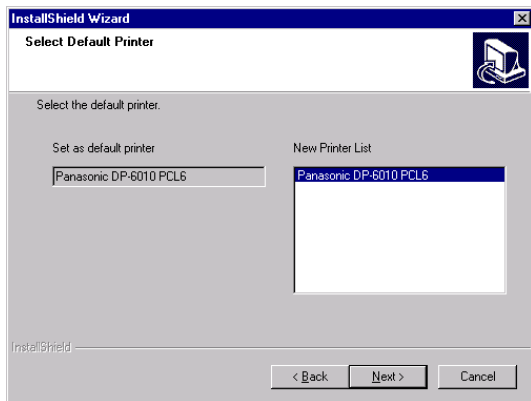 InstallShield Wizard
Select Default Printer
Select the default printer.
Set as default printer
New Printer List
Panasonic DP-6010 PCL6
Panasonic DP-6010 PCL6
InstallShield
< Back
Next >
Cancel